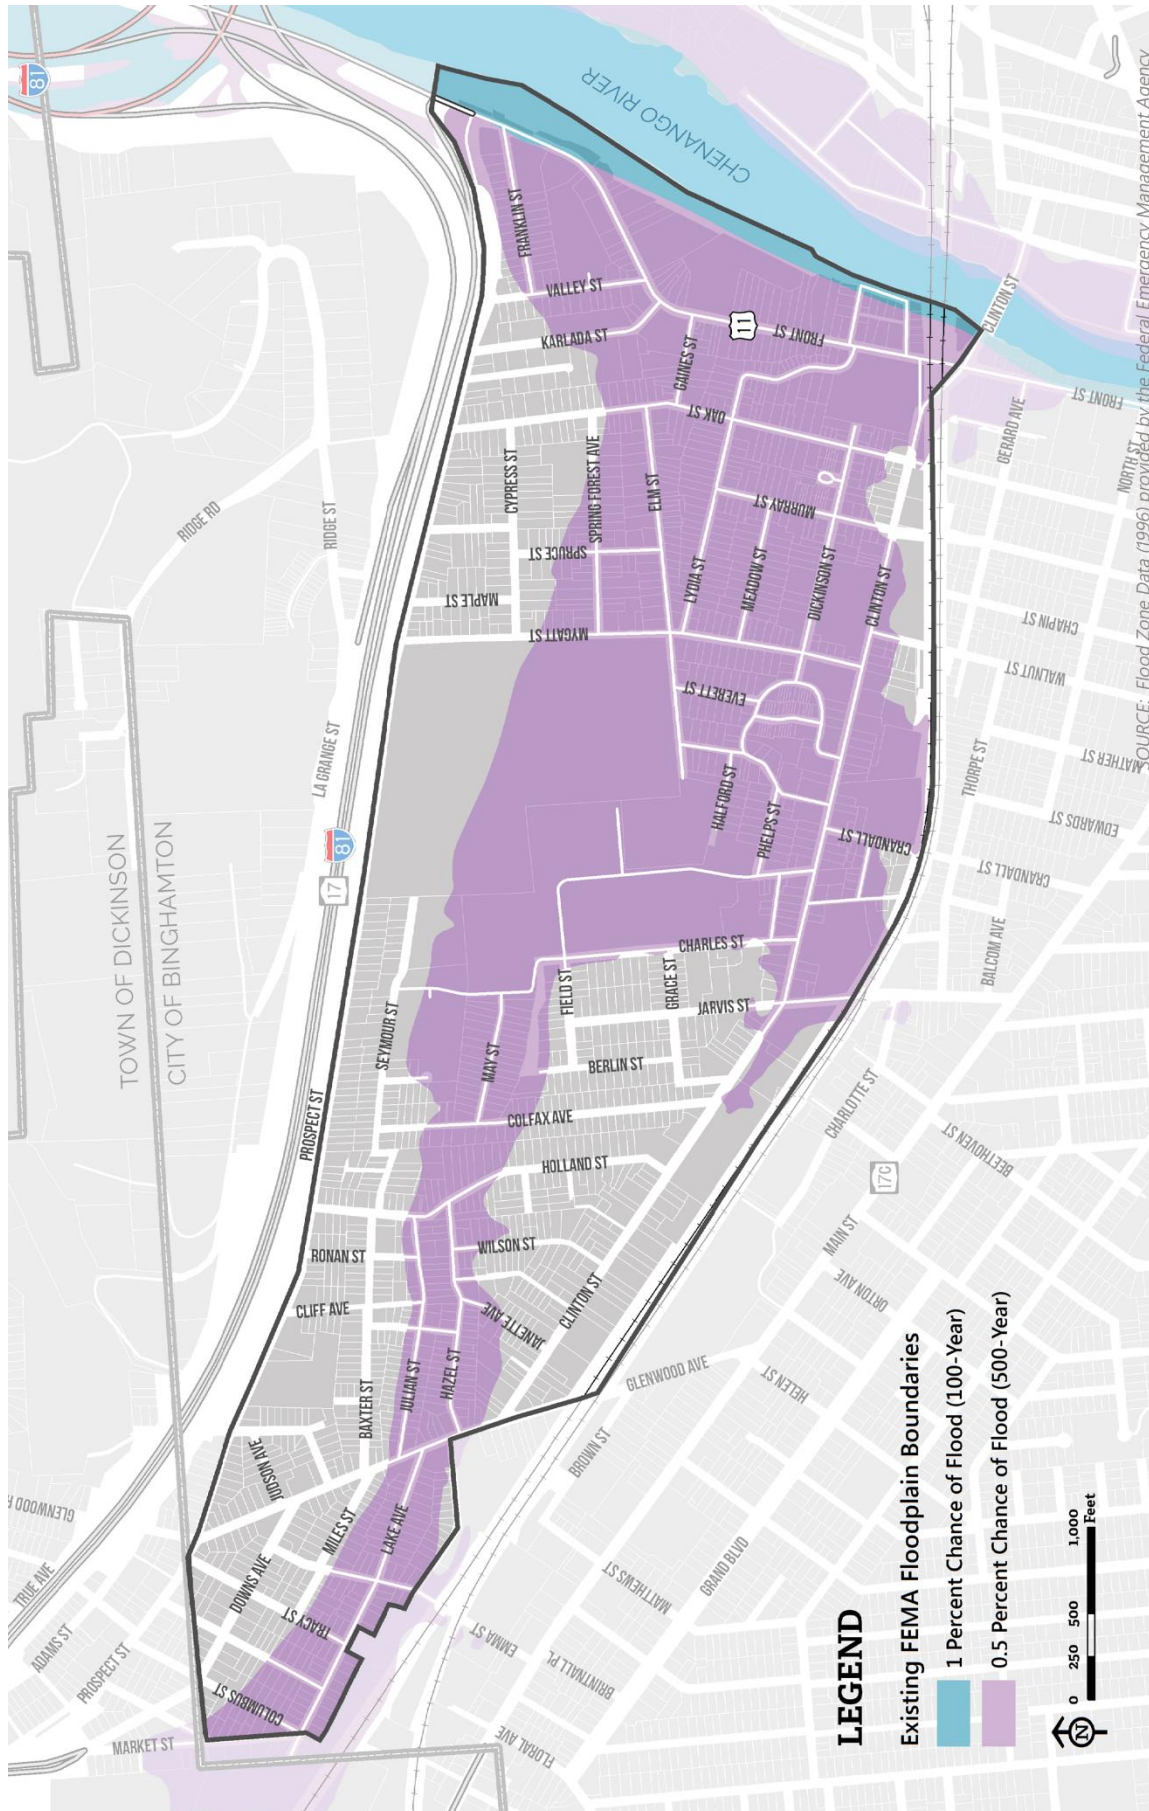 81
CHENANGO RIVER
FRANKLIN ST
VALLEY ST
KARLADA ST
GAINES ST
11
FRONT ST
CLINTON ST
FRONT ST
GERARD AVE
NORTH ST
OAK ST
CYPRESS ST
SPRING FOREST AVE
ELM ST
MURRAY ST
SPRUCE ST
MAPLE ST
MYGATT ST
LYDIA ST
MEADOW ST
DICKINSON ST
CLINTON ST
CHAPIN ST
WALNUT ST
MATHER ST
RIDGE RD
RIDGE ST
LA GRANGE ST
81
17
EVERETT ST
HALFORD ST
PHELPS ST
CRANDALL ST
THORPE ST
EDWARDS ST
CRANDALL ST
BALCOM AVE
TOWN OF DICKINSON
CITY OF BINGHAMTON
PROSPECT ST
SEYMOUR ST
MAY ST
FIELD ST
CHARLES ST
GRACE ST
JARVIS ST
BERLIN ST
COLFAX AVE
HOLLAND ST
CHARLOTTE ST
BEETHOVEN ST
17C
MAIN ST
ORTON AVE
RONAN ST
CLIFF AVE
WILSON ST
JANETTE AVE
CLINTON ST
JULIAN ST
HAZEL ST
BAXTER ST
GLENWOOD AVE
HELEN ST
BROWN ST
JUDSON AVE
MILES ST
LAKE AVE
DOWNS AVE
TRACY ST
COLUMBUS ST
MATTHEWS ST
GRAND BLVD
EMMA ST
BRINTNALL PL
FLORAL AVE
GLENWOOD R
TRUE AVE
ADAMS ST
PROSPECT ST
MARKET ST
LEGEND
Existing FEMA Floodplain Boundaries
1 Percent Chance of Flood (100-Year)
0.5 Percent Chance of Flood (500-Year)
N
0 250 500 1,000
Feet
SOURCE: Flood Zone Data (1996) provided by the Federal Emergency Management Agency